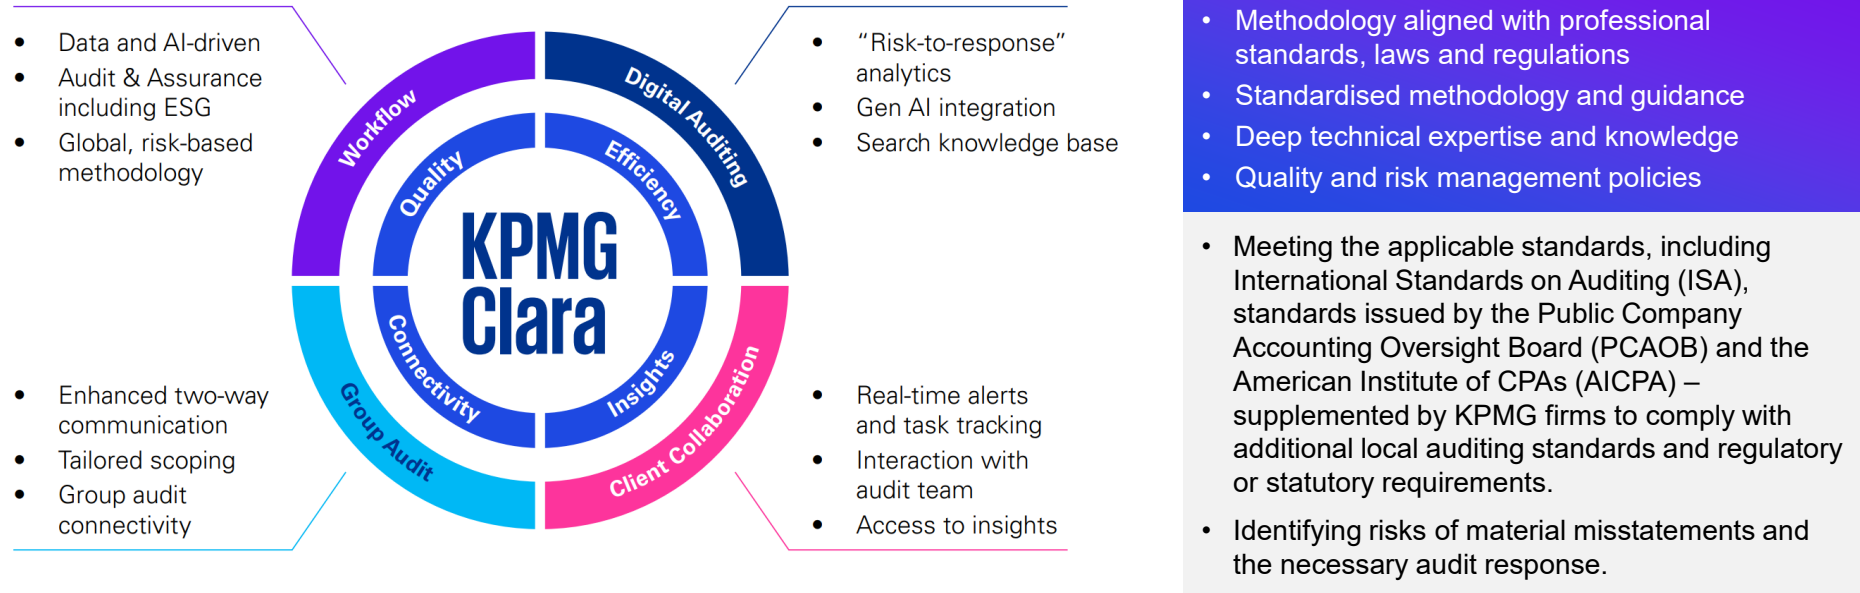 • Data and AI-driven
• Audit & Assurance
including ESG
• Global, risk-based
methodology
• “Risk-to-response”
analytics
• Gen AI integration
• Search knowledge base
Workflow
Digital Auditing
Quality
Efficiency
KPMG
Clara
Connectivity
Insights
Group Audit
Client Collaboration
• Enhanced two-way
communication
• Tailored scoping
• Group audit
connectivity
• Real-time alerts
and task tracking
• Interaction with
audit team
• Access to insights
• Methodology aligned with professional
standards, laws and regulations
• Standardised methodology and guidance
• Deep technical expertise and knowledge
• Quality and risk management policies
• Meeting the applicable standards, including
International Standards on Auditing (ISA),
standards issued by the Public Company
Accounting Oversight Board (PCAOB) and the
American Institute of CPAs (AICPA) –
supplemented by KPMG firms to comply with
additional local auditing standards and regulatory
or statutory requirements.
• Identifying risks of material misstatements and
the necessary audit response.